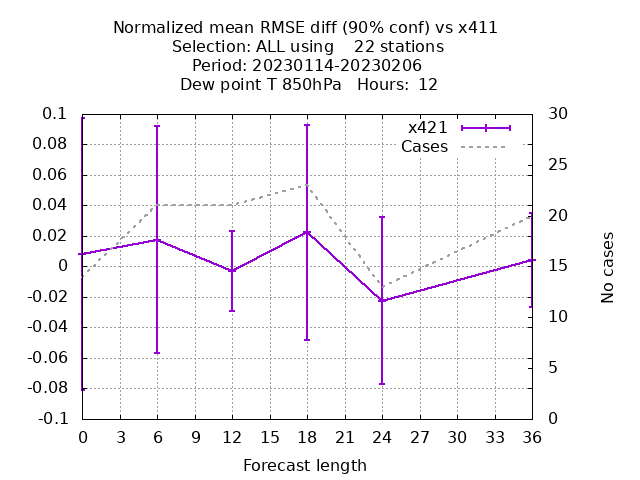 Normalized mean RMSE diff (90% conf) vs x411
Selection: ALL using    22 stations
Period: 20230114-20230206
Dew point T 850hPa   Hours:  12
x421
Cases
0.1
0.08
0.06
0.04
0.02
0
-0.02
-0.04
-0.06
-0.08
-0.1
30
25
20
15
10
5
0
No cases
0 3 6 9 12 15 18 21 24 27 30 33 36
Forecast length